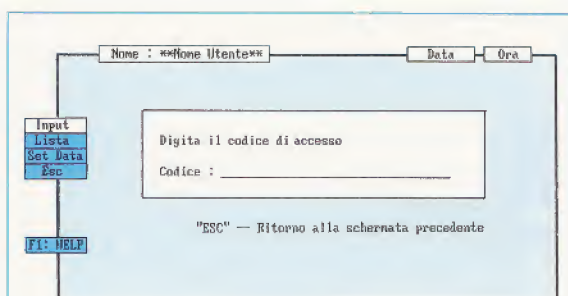 Nome : **Nome Utente** Data Ora
Input
Lista
Set Data
Esc
Digita il codice di accesso
Codice :
"ESC" — Ritorno alla schermata precedente
F1: HELP